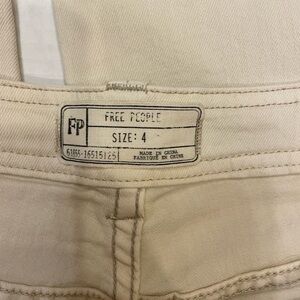 FP
FREE PEOPLE
SIZE: 4
MADE IN CHINA
FABRIQUE EN CHINE